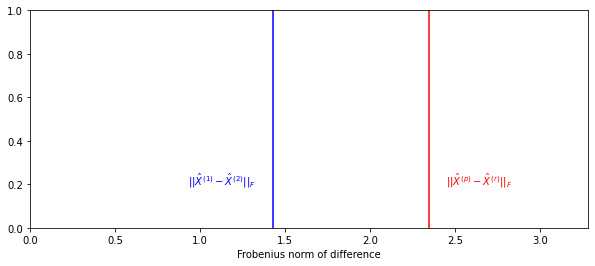 1.0
0.8
0.6
0.4
0.2
0.0
||X̂⁽¹⁾ − X̂⁽²⁾||_F
||X̂⁽ᵖ⁾ − X̂⁽ʳ⁾||_F
0.0 0.5 1.0 1.5 2.0 2.5 3.0
Frobenius norm of difference